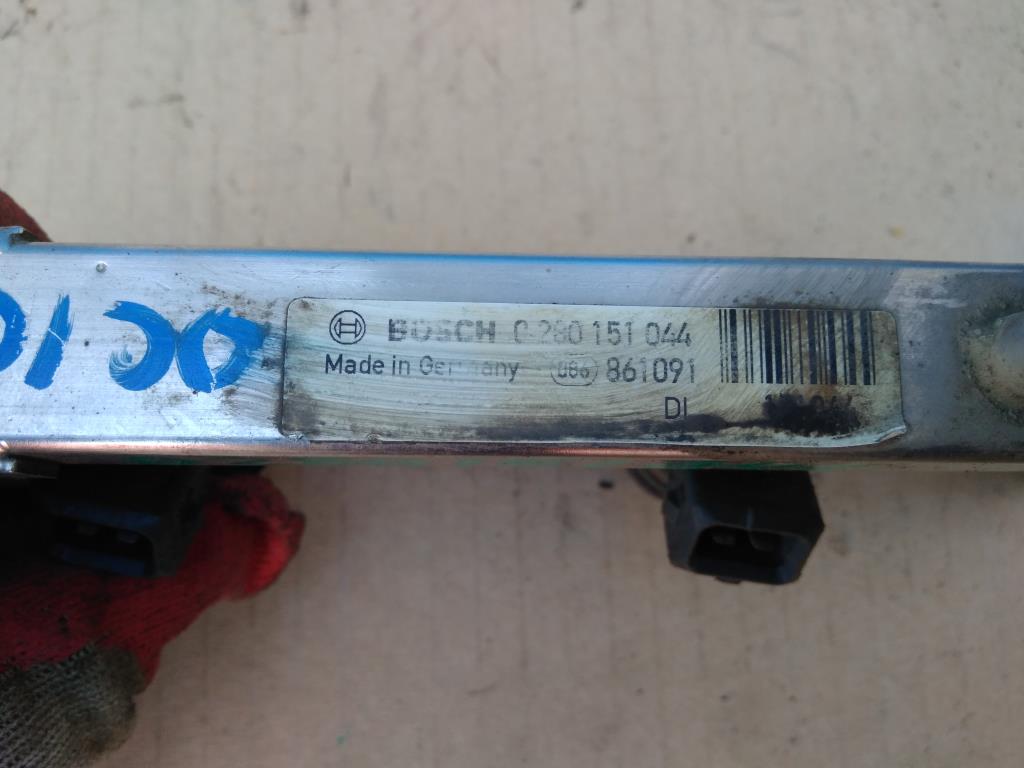 BOSCH 0 280 151 044
Made in Germany 086 861091
DI